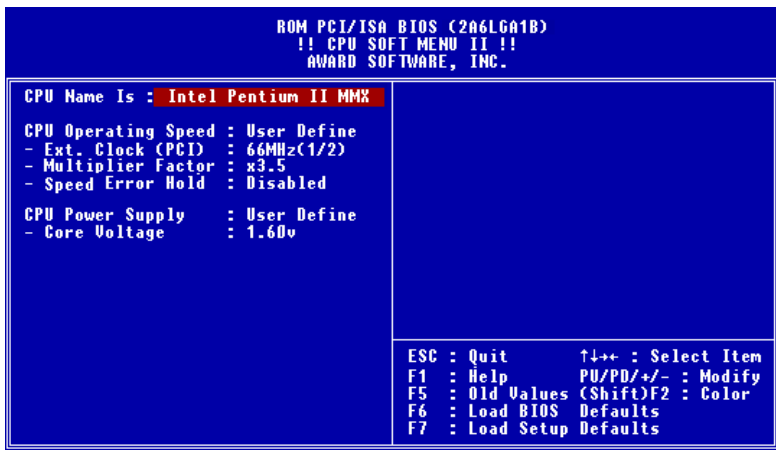 ROM PCI/ISA BIOS (2A6LGA1B)
!! CPU SOFT MENU II !!
AWARD SOFTWARE, INC.
CPU Name Is : Intel Pentium II MMX
CPU Operating Speed : User Define
- Ext. Clock (PCI) : 66MHz(1/2)
- Multiplier Factor : x3.5
- Speed Error Hold : Disabled
CPU Power Supply : User Define
- Core Voltage : 1.60v
ESC : Quit ↑↓→← : Select Item
F1 : Help PU/PD/+/- : Modify
F5 : Old Values (Shift)F2 : Color
F6 : Load BIOS Defaults
F7 : Load Setup Defaults